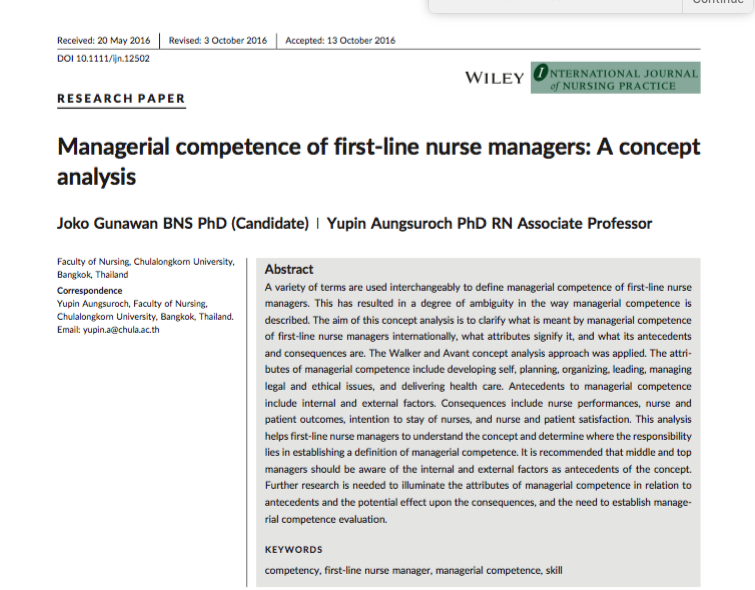 Continue
Received: 20 May 2016 | Revised: 3 October 2016 | Accepted: 13 October 2016
DOI 10.1111/ijn.12502
WILEY INTERNATIONAL JOURNAL
of NURSING PRACTICE
RESEARCH PAPER
Managerial competence of first-line nurse managers: A concept
analysis
Joko Gunawan BNS PhD (Candidate) | Yupin Aungsuroch PhD RN Associate Professor
Faculty of Nursing, Chulalongkorn University,
Bangkok, Thailand
Correspondence
Yupin Aungsuroch, Faculty of Nursing,
Chulalongkorn University, Bangkok, Thailand.
Email: yupin.a@chula.ac.th
Abstract
A variety of terms are used interchangeably to define managerial competence of first-line nurse
managers. This has resulted in a degree of ambiguity in the way managerial competence is
described. The aim of this concept analysis is to clarify what is meant by managerial competence
of first-line nurse managers internationally, what attributes signify it, and what its antecedents
and consequences are. The Walker and Avant concept analysis approach was applied. The attri-
butes of managerial competence include developing self, planning, organizing, leading, managing
legal and ethical issues, and delivering health care. Antecedents to managerial competence
include internal and external factors. Consequences include nurse performances, nurse and
patient outcomes, intention to stay of nurses, and nurse and patient satisfaction. This analysis
helps first-line nurse managers to understand the concept and determine where the responsibility
lies in establishing a definition of managerial competence. It is recommended that middle and top
managers should be aware of the internal and external factors as antecedents of the concept.
Further research is needed to illuminate the attributes of managerial competence in relation to
antecedents and the potential effect upon the consequences, and the need to establish manage-
rial competence evaluation.
KEYWORDS
competency, first-line nurse manager, managerial competence, skill